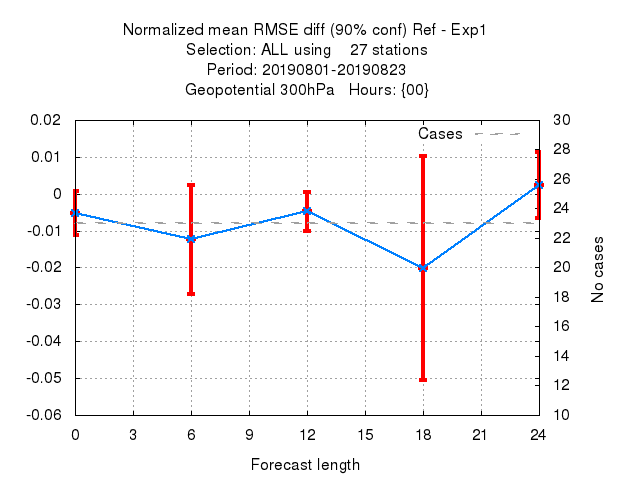 Normalized mean RMSE diff (90% conf) Ref - Exp1
Selection: ALL using    27 stations
Period: 20190801-20190823
Geopotential 300hPa   Hours: {00}
Cases
0.02
0.01
0
-0.01
-0.02
-0.03
-0.04
-0.05
-0.06
30
28
26
25
24
22
20
18
16
14
12
10
No cases
0 3 6 9 12 15 18 21 24
Forecast length